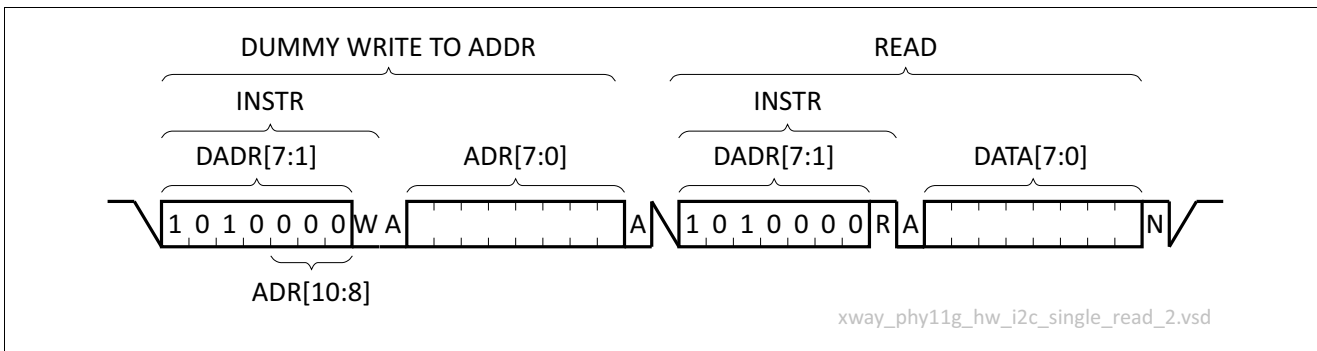 DUMMY WRITE TO ADDR READ
INSTR INSTR
DADR[7:1] ADR[7:0] DADR[7:1] DATA[7:0]
1 0 1 0 0 0 0 W A A 1 0 1 0 0 0 0 R A N
ADR[10:8]
xway_phy11g_hw_i2c_single_read_2.vsd